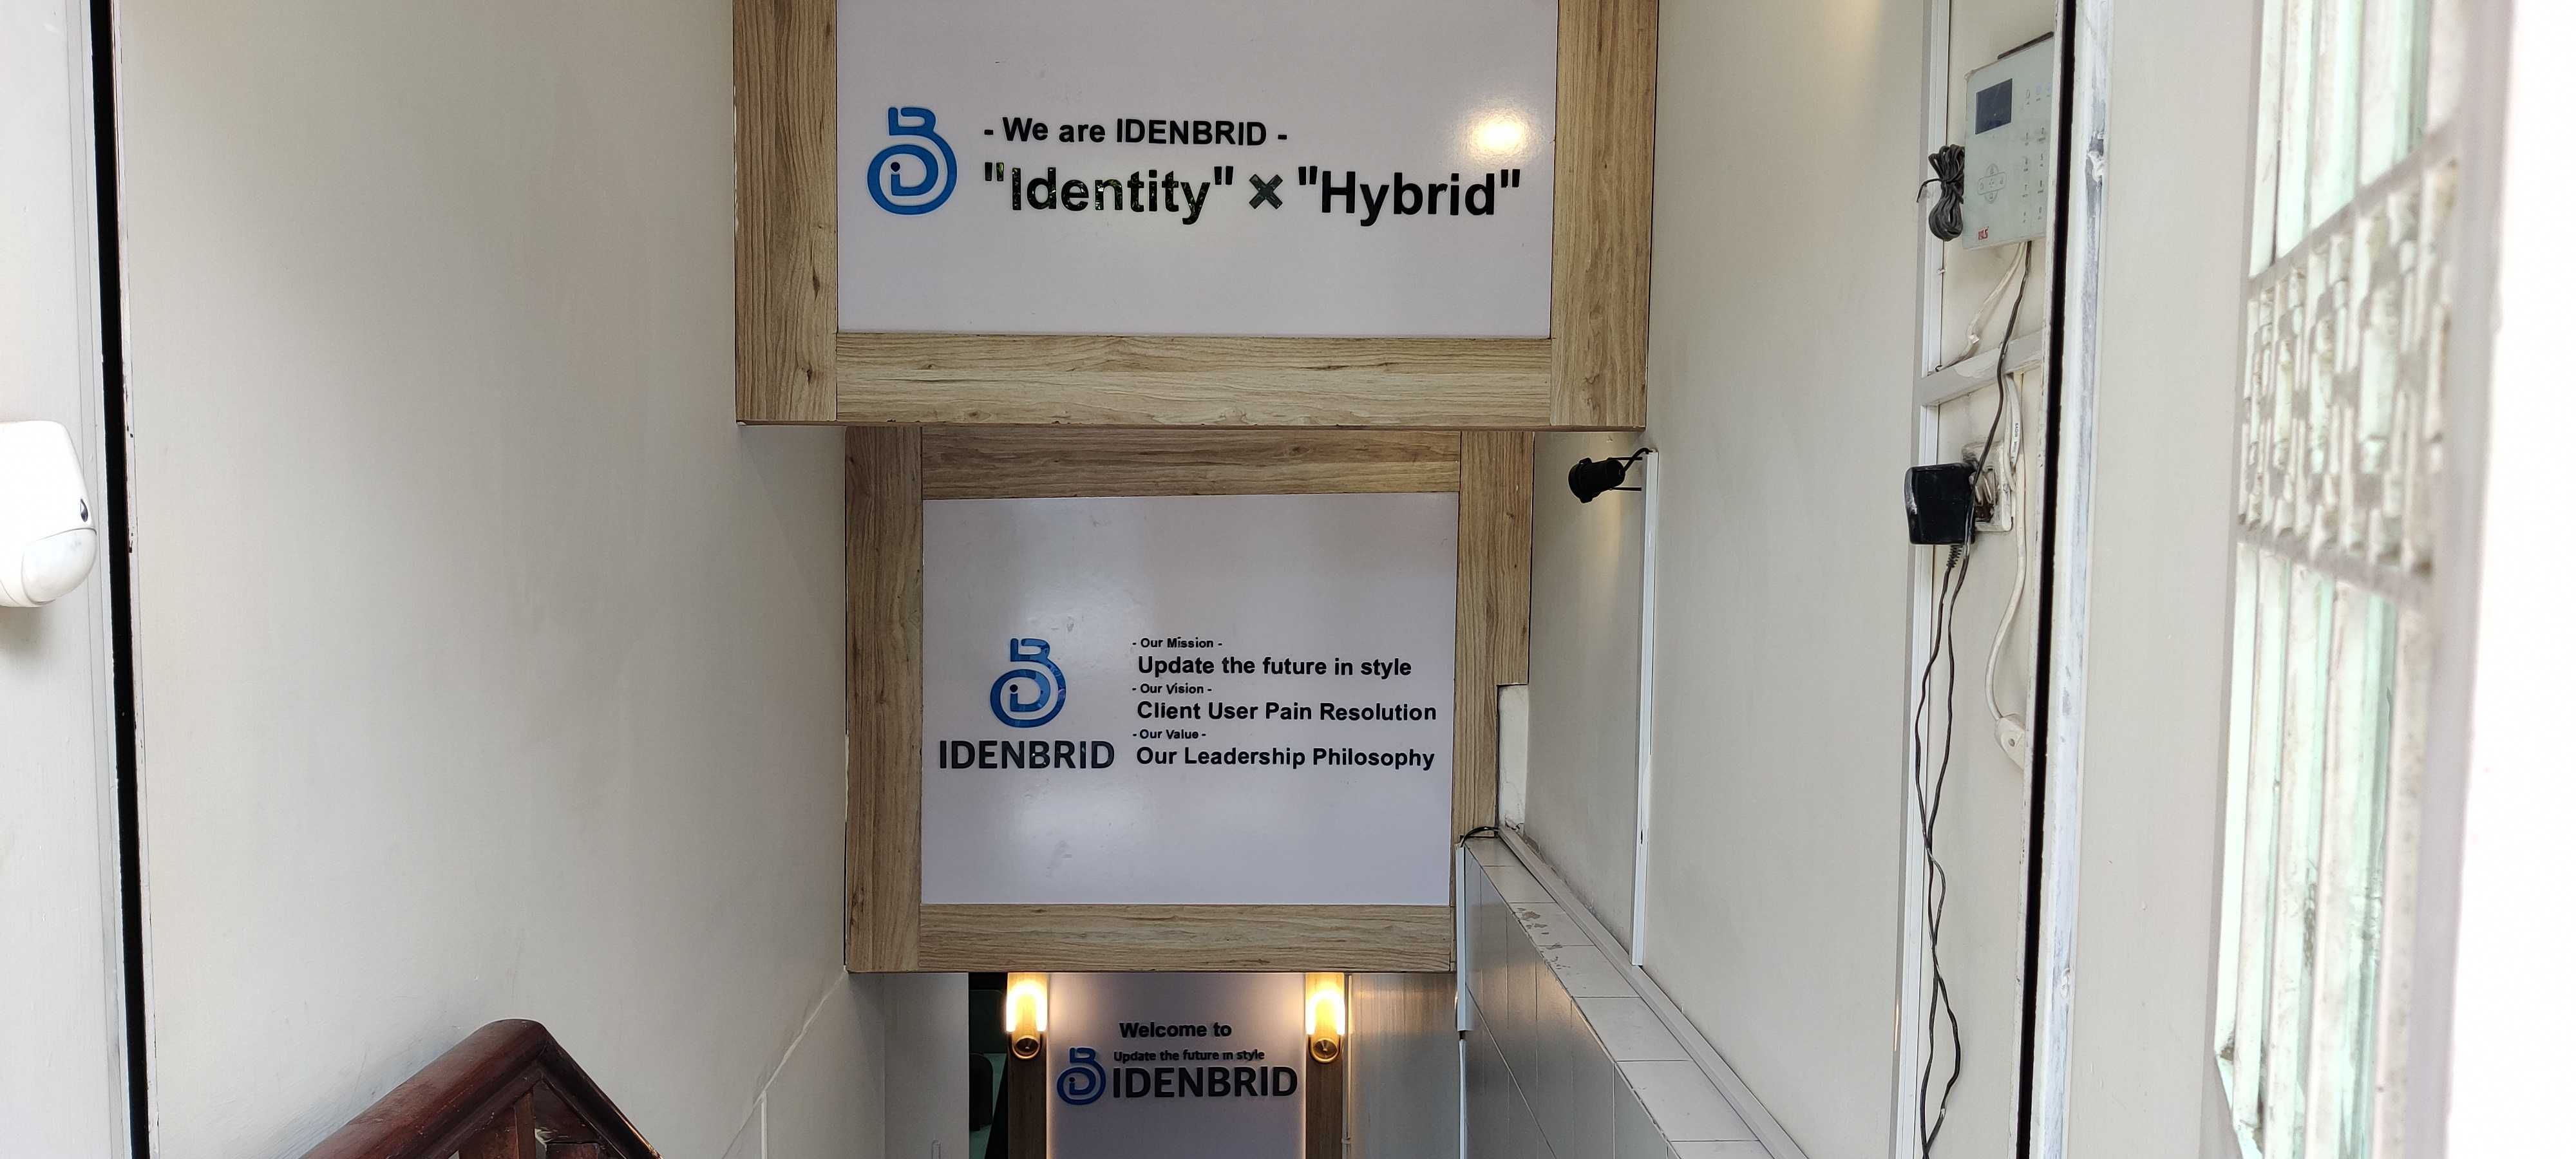 - We are IDENBRID -
"Identity" × "Hybrid"
IDENBRID
- Our Mission -
Update the future in style
- Our Vision -
Client User Pain Resolution
- Our Value -
Our Leadership Philosophy
Welcome to
Update the future in style
IDENBRID